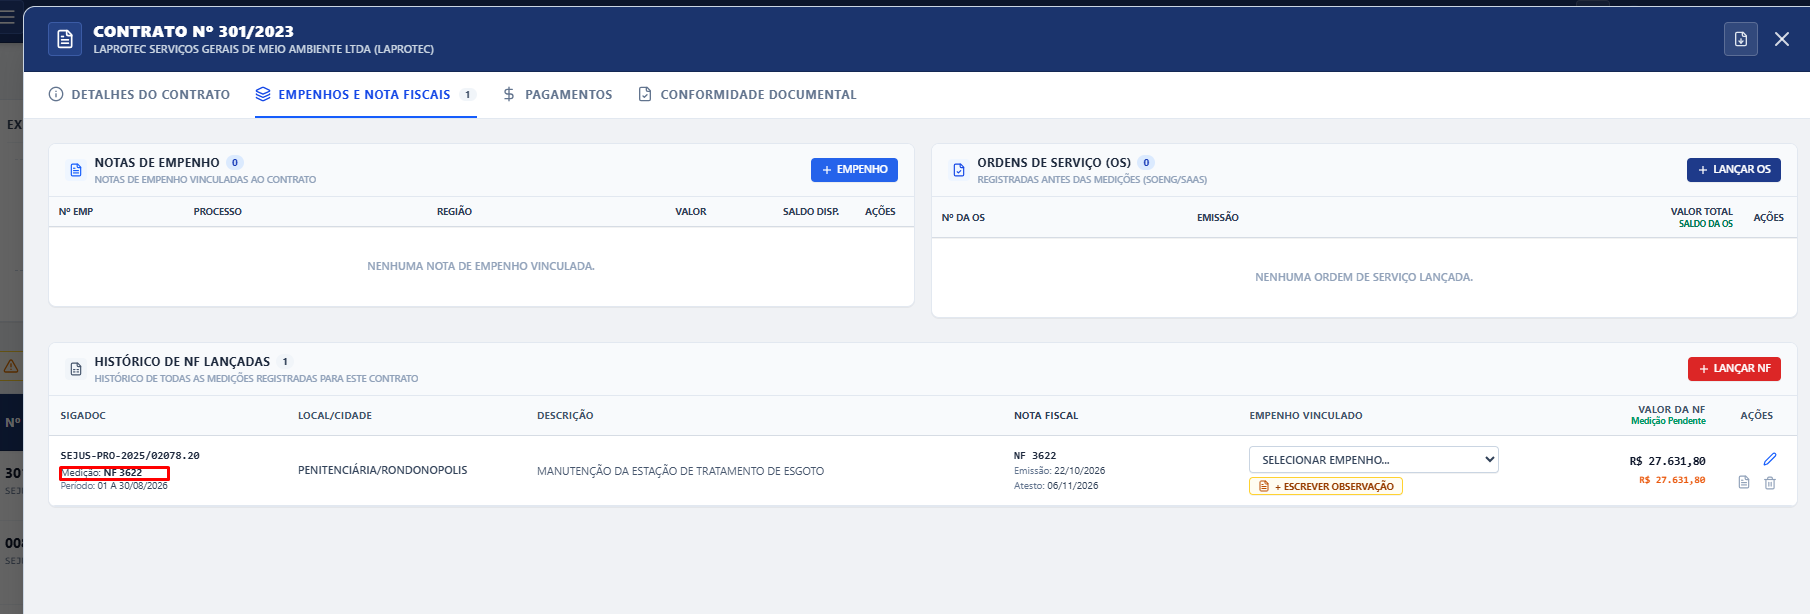 CONTRATO Nº 301/2023
LAPROTEC SERVIÇOS GERAIS DE MEIO AMBIENTE LTDA (LAPROTEC)
DETALHES DO CONTRATO
EMPENHOS E NOTA FISCAIS 1
PAGAMENTOS
CONFORMIDADE DOCUMENTAL
EX
NOTAS DE EMPENHO 0
NOTAS DE EMPENHO VINCULADAS AO CONTRATO
+ EMPENHO
Nº EMP PROCESSO REGIÃO VALOR SALDO DISP. AÇÕES
NENHUMA NOTA DE EMPENHO VINCULADA.
ORDENS DE SERVIÇO (OS) 0
REGISTRADAS ANTES DAS MEDIÇÕES (SOENG/SAAS)
+ LANÇAR OS
Nº DA OS EMISSÃO VALOR TOTAL AÇÕES
SALDO DA OS
NENHUMA ORDEM DE SERVIÇO LANÇADA.
HISTÓRICO DE NF LANÇADAS 1
HISTÓRICO DE TODAS AS MEDIÇÕES REGISTRADAS PARA ESTE CONTRATO
+ LANÇAR NF
SIGADOC LOCAL/CIDADE DESCRIÇÃO NOTA FISCAL EMPENHO VINCULADO VALOR DA NF AÇÕES
Medição Pendente
Nº
SEJUS-PRO-2025/02078.20
Medição: NF 3622
Período: 01 A 30/08/2026
PENITENCIÁRIA/RONDONOPOLIS
MANUTENÇÃO DA ESTAÇÃO DE TRATAMENTO DE ESGOTO
NF 3622
Emissão: 22/10/2026
Atesto: 06/11/2026
SELECIONAR EMPENHO...
+ ESCREVER OBSERVAÇÃO
R$ 27.631,80
R$ 27.631,80
30
SEJ
00
SEJ